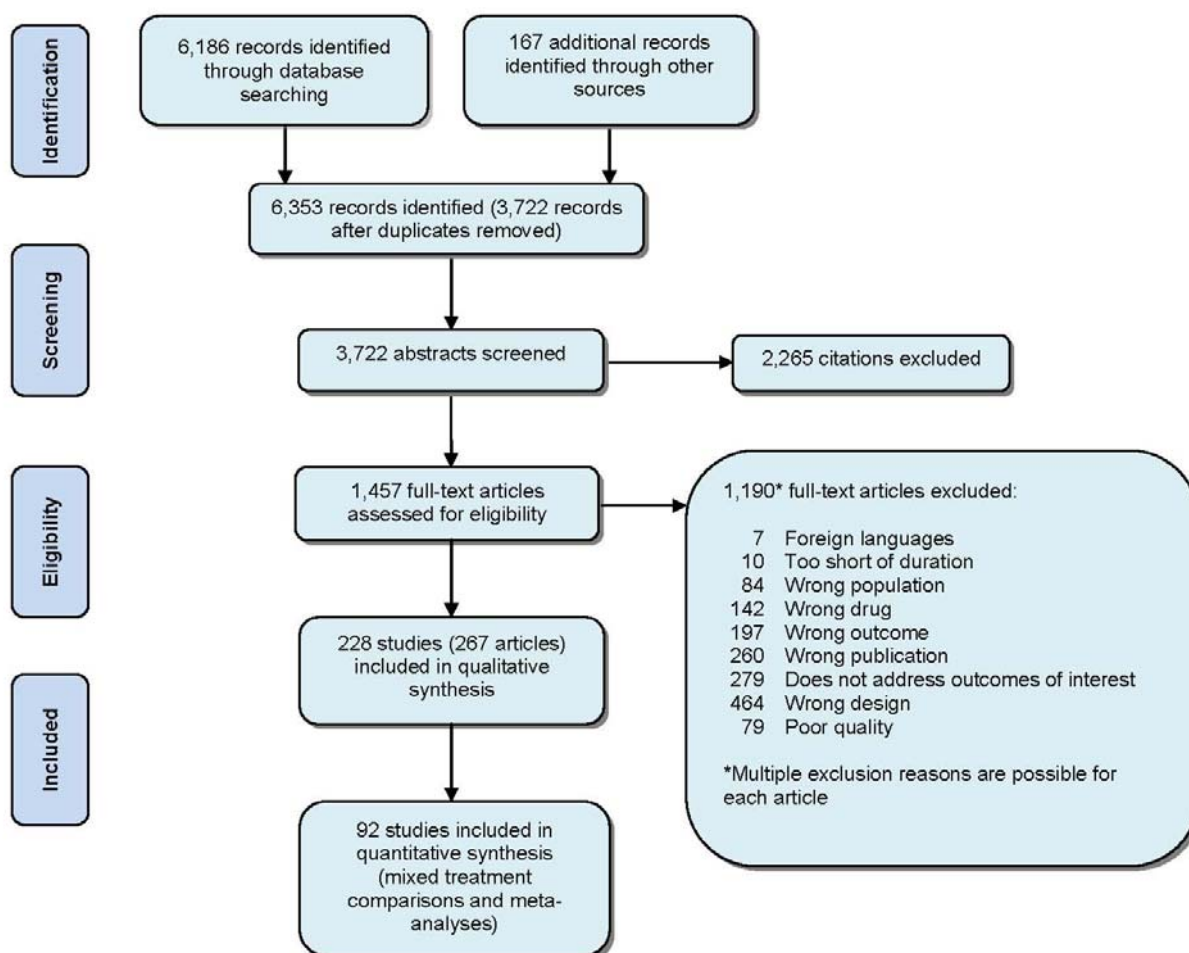 Identification
6,186 records identified
through database
searching
167 additional records
identified through other
sources
6,353 records identified (3,722 records
after duplicates removed)
Screening
3,722 abstracts screened
2,265 citations excluded
Eligibility
1,457 full-text articles
assessed for eligibility
1,190* full-text articles excluded:
7 Foreign languages
10 Too short of duration
84 Wrong population
142 Wrong drug
197 Wrong outcome
260 Wrong publication
279 Does not address outcomes of interest
464 Wrong design
79 Poor quality
*Multiple exclusion reasons are possible for
each article
228 studies (267 articles)
included in qualitative
synthesis
Included
92 studies included in
quantitative synthesis
(mixed treatment
comparisons and meta-
analyses)